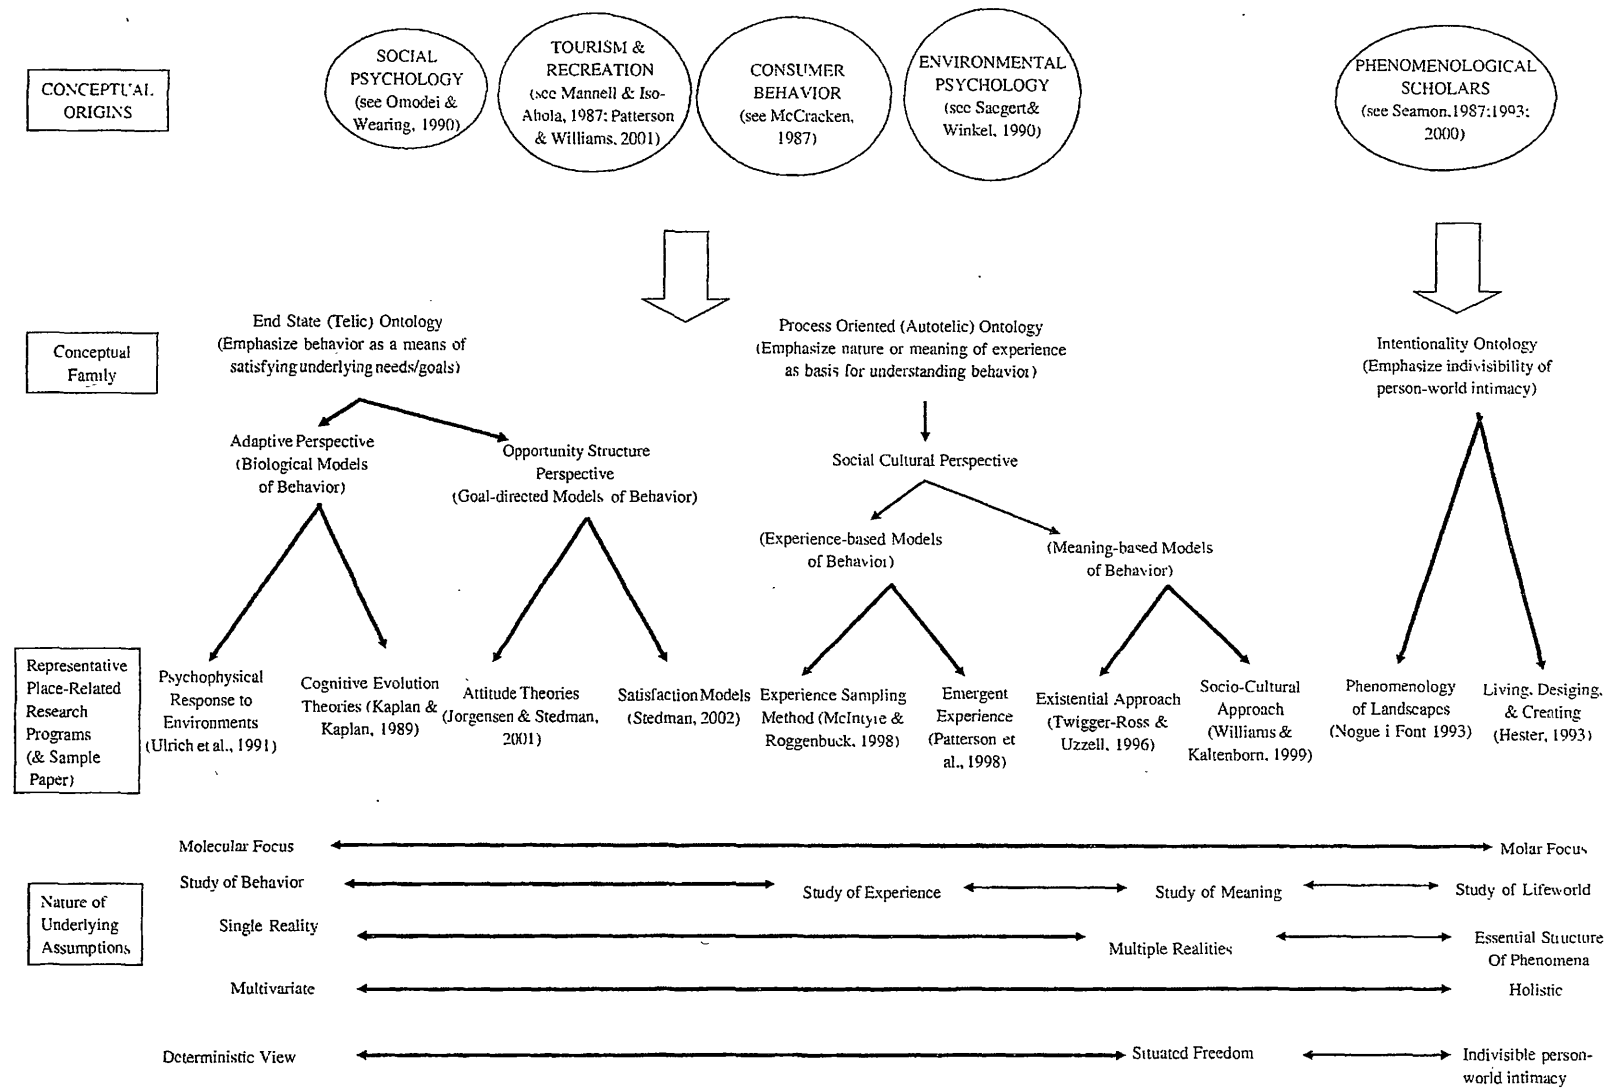 CONCEPTUAL
ORIGINS
SOCIAL
PSYCHOLOGY
(see Omodei &
Wearing, 1990)
TOURISM &
RECREATION
(see Mannell & Iso-
Ahola, 1987; Patterson
& Williams, 2001)
CONSUMER
BEHAVIOR
(see McCracken,
1987)
ENVIRONMENTAL
PSYCHOLOGY
(see Saegert&
Winkel, 1990)
PHENOMENOLOGICAL
SCHOLARS
(see Seamon, 1987;1993;
2000)
Conceptual
Family
End State (Telic) Ontology
(Emphasize behavior as a means of
satisfying underlying needs/goals)
Process Oriented (Autotelic) Ontology
(Emphasize nature or meaning of experience
as basis for understanding behavior)
Intentionality Ontology
(Emphasize indivisibility of
person-world intimacy)
Adaptive Perspective
(Biological Models
of Behavior)
Opportunity Structure
Perspective
(Goal-directed Models of Behavior)
Social Cultural Perspective
(Experience-based Models
of Behavior)
(Meaning-based Models
of Behavior)
Representative
Place-Related
Research
Programs
(& Sample
Paper)
Psychophysical
Response to
Environments
(Ulrich et al., 1991)
Cognitive Evolution
Theories (Kaplan &
Kaplan, 1989)
Attitude Theories
(Jorgensen & Stedman,
2001)
Satisfaction Models
(Stedman, 2002)
Experience Sampling
Method (McIntyre &
Roggenbuck, 1998)
Emergent
Experience
(Patterson et
al., 1998)
Existential Approach
(Twigger-Ross &
Uzzell, 1996)
Socio-Cultural
Approach
(Williams &
Kaltenborn, 1999)
Phenomenology
of Landscapes
(Nogue i Font 1993)
Living, Desiging,
& Creating
(Hester, 1993)
Nature of
Underlying
Assumptions
Molecular Focus
Molar Focus
Study of Behavior
Study of Experience
Study of Meaning
Study of Lifeworld
Single Reality
Multiple Realities
Essential Structure
Of Phenomena
Multivariate
Holistic
Deterministic View
Situated Freedom
Indivisible person-
world intimacy